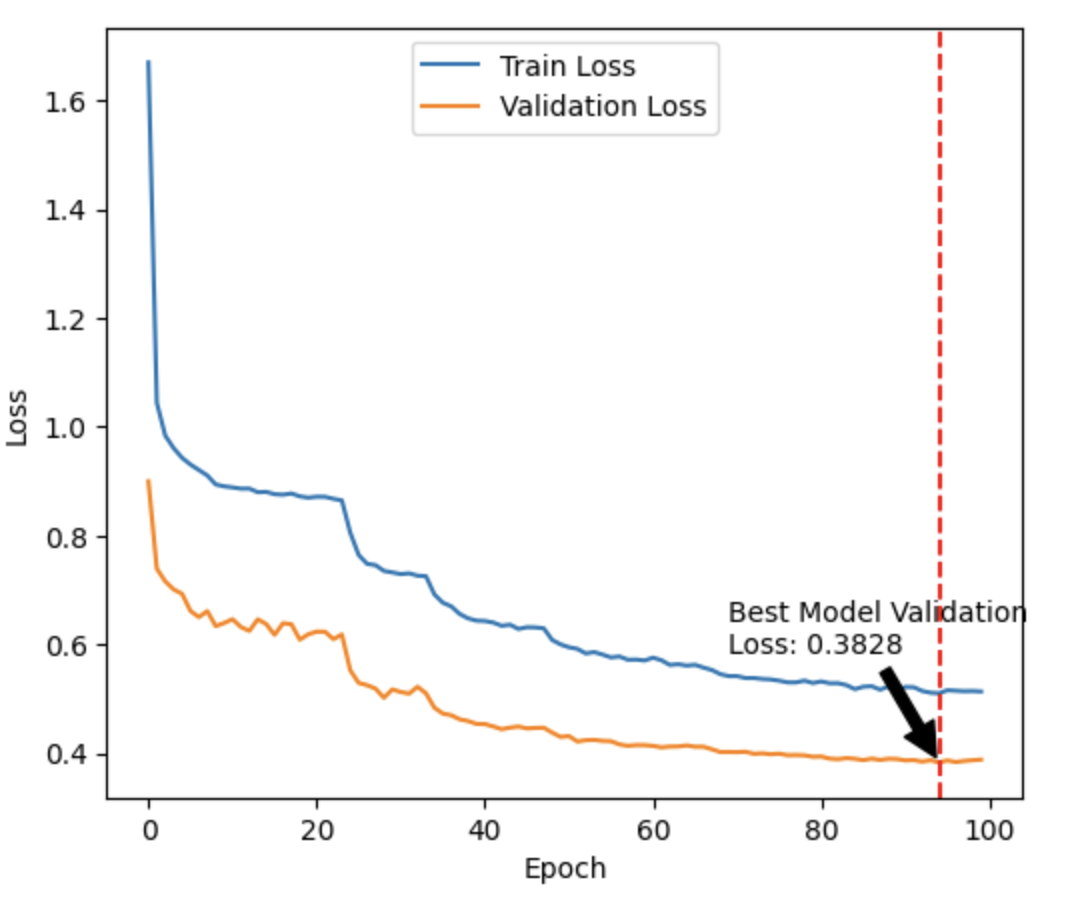 Train Loss
Validation Loss
1.6
1.4
1.2
1.0
0.8
0.6
0.4
Loss
Best Model Validation
Loss: 0.3828
0 20 40 60 80 100
Epoch